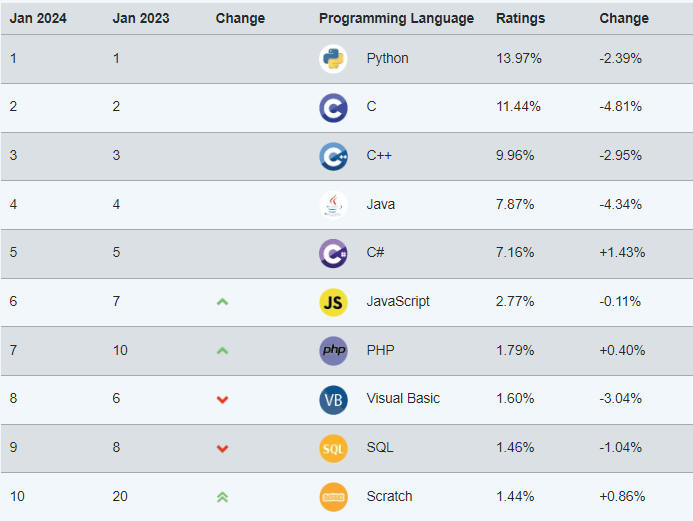 Jan 2024 Jan 2023 Change Programming Language Ratings Change
1 1 Python 13.97% -2.39%
2 2 C C 11.44% -4.81%
3 3 C++ C++ 9.96% -2.95%
4 4 Java 7.87% -4.34%
5 5 C# C# 7.16% +1.43%
6 7 JS JavaScript 2.77% -0.11%
7 10 php PHP 1.79% +0.40%
8 6 VB Visual Basic 1.60% -3.04%
9 8 SQL SQL 1.46% -1.04%
10 20 Scratch 1.44% +0.86%